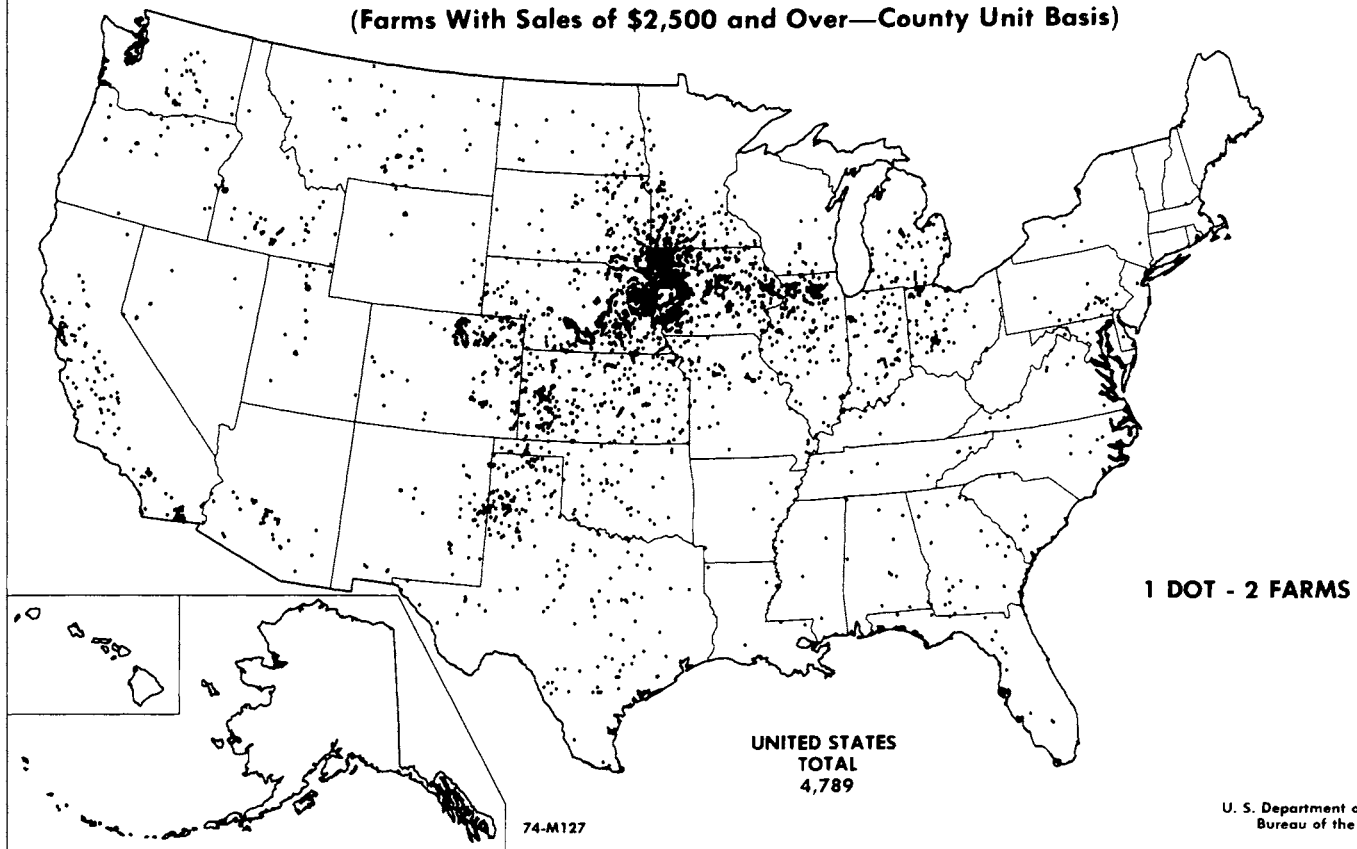 (Farms With Sales of $2,500 and Over—County Unit Basis)
1 DOT - 2 FARMS
UNITED STATES
TOTAL
4,789
74-M127
U. S. Department o
Bureau of the